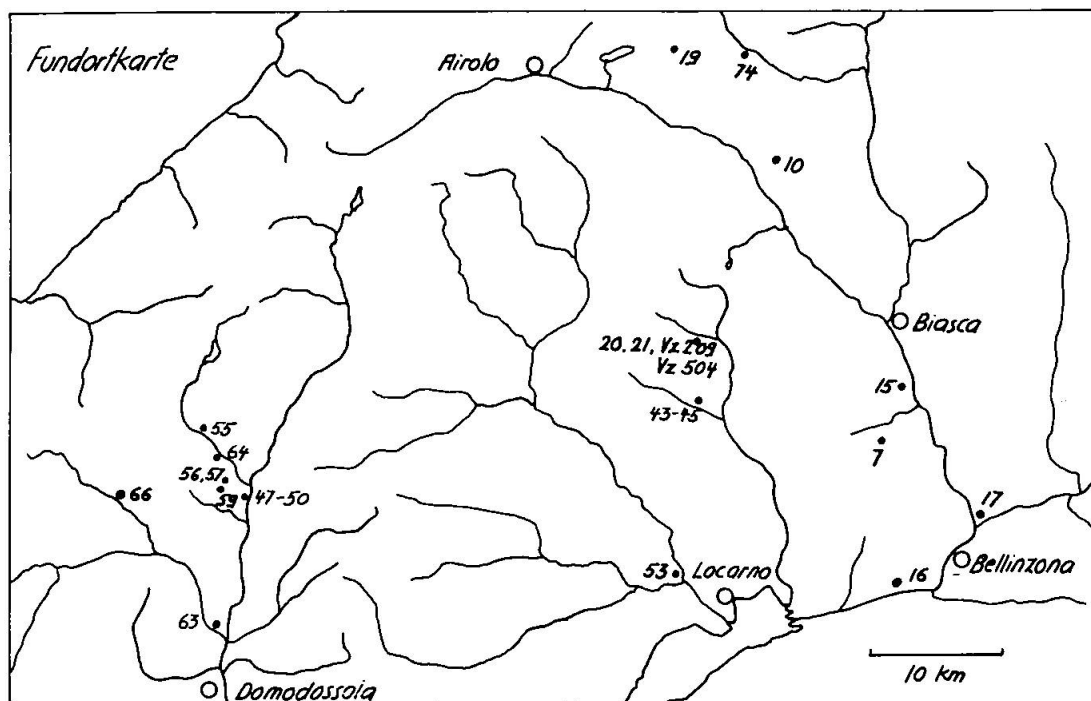 Fundortkarte
Airolo
19
74
10
Biasca
20.21, Vz 209
Vz 504
15
43-45
55
7
64
56,57
66
59
47-50
17
53
Locarno
16
Bellinzona
63
10 km
Domodossola